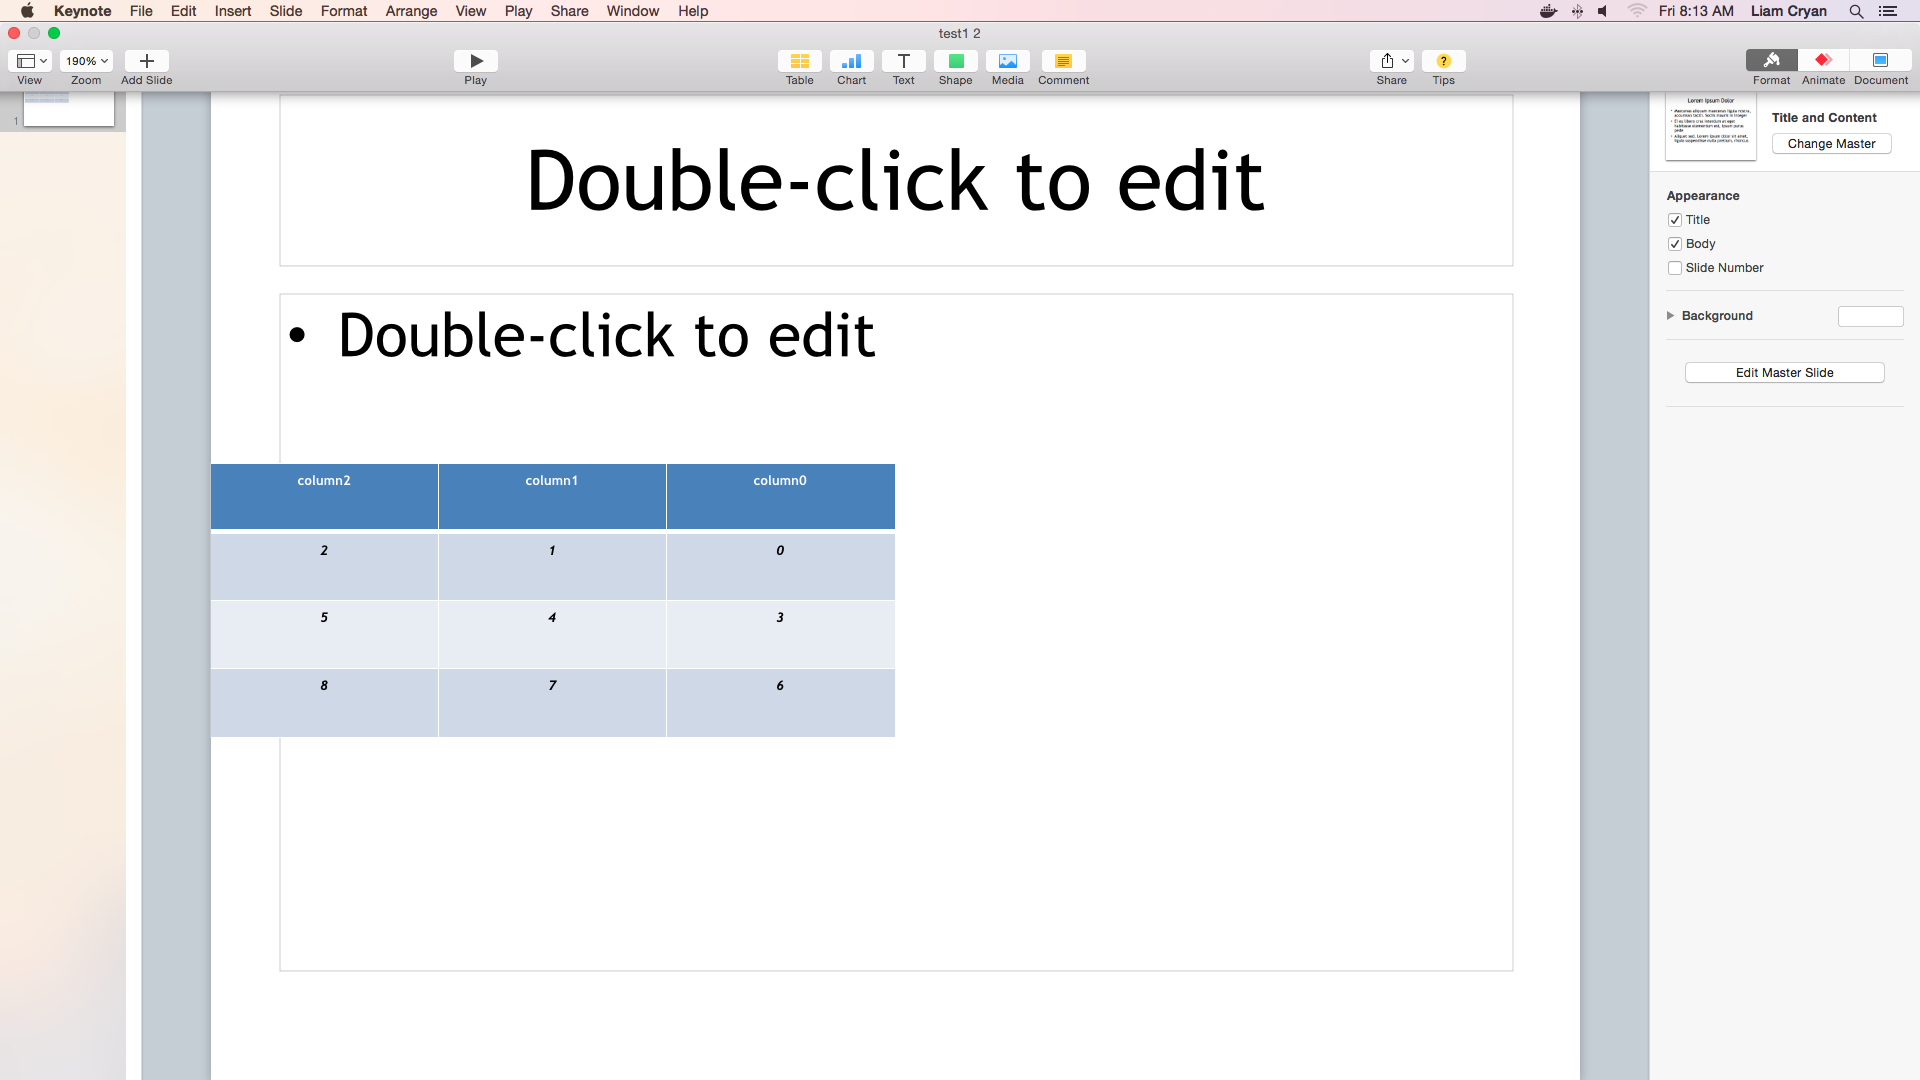 Keynote File Edit Insert Slide Format Arrange View Play Share Window Help Fri 8:13 AM Liam Cryan
test1 2
190%
View Zoom Add Slide Play Table Chart Text Shape Media Comment Share Tips Format Animate Document
1
Double-click to edit
• Double-click to edit
column2 column1 column0
2 1 0
5 4 3
8 7 6
Lorem Ipsum Dolor
Title and Content
Change Master
Appearance
Title
Body
Slide Number
Background
Edit Master Slide